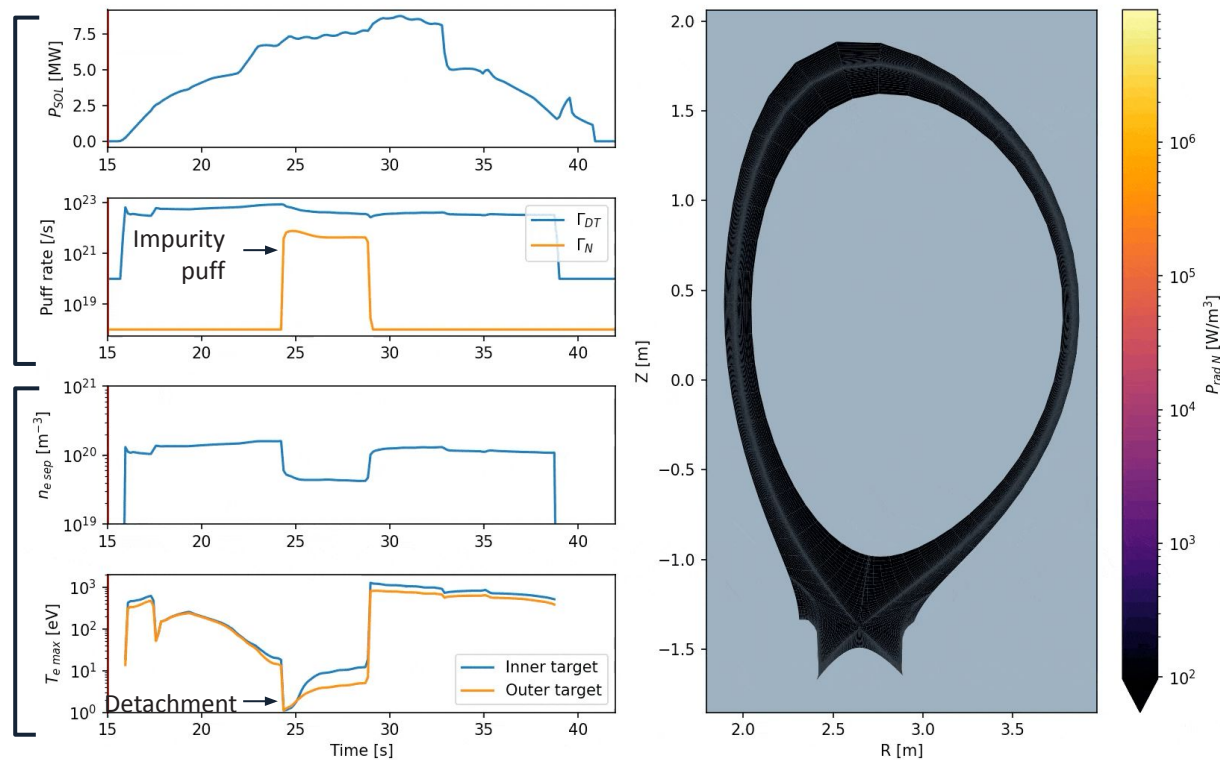 P_SOL [MW]
7.5
5.0
2.5
0.0
15 20 25 30 35 40
Puff rate [/s]
10^23
10^21
10^19
Impurity
puff
Γ_DT
Γ_N
15 20 25 30 35 40
n_e sep [m^−3]
10^21
10^20
10^19
15 20 25 30 35 40
T_e max [eV]
10^3
10^2
10^1
10^0
Detachment
Inner target
Outer target
15 20 25 30 35 40
Time [s]
Z [m]
2.0
1.5
1.0
0.5
0.0
−0.5
−1.0
−1.5
2.0 2.5 3.0 3.5
R [m]
10^6
10^5
10^4
10^3
10^2
P_rad N [W/m^3]